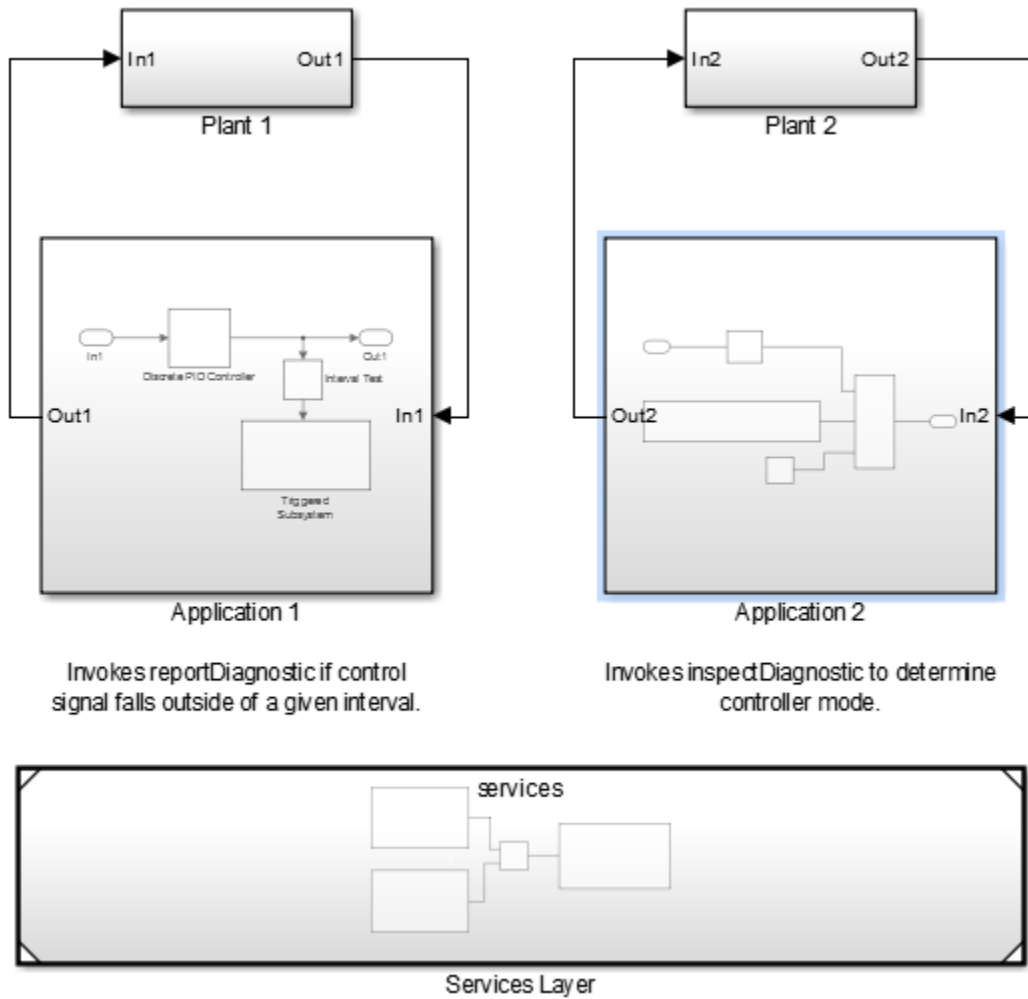 In1 Out1
Plant 1
In2 Out2
Plant 2
In1
Discrete PID Controller
Out1
Interval Test
Triggered
Subsystem
Out1 In1
Application 1
Out2 In2
Application 2
Invokes reportDiagnostic if control
signal falls outside of a given interval.
Invokes inspectDiagnostic to determine
controller mode.
services
Services Layer